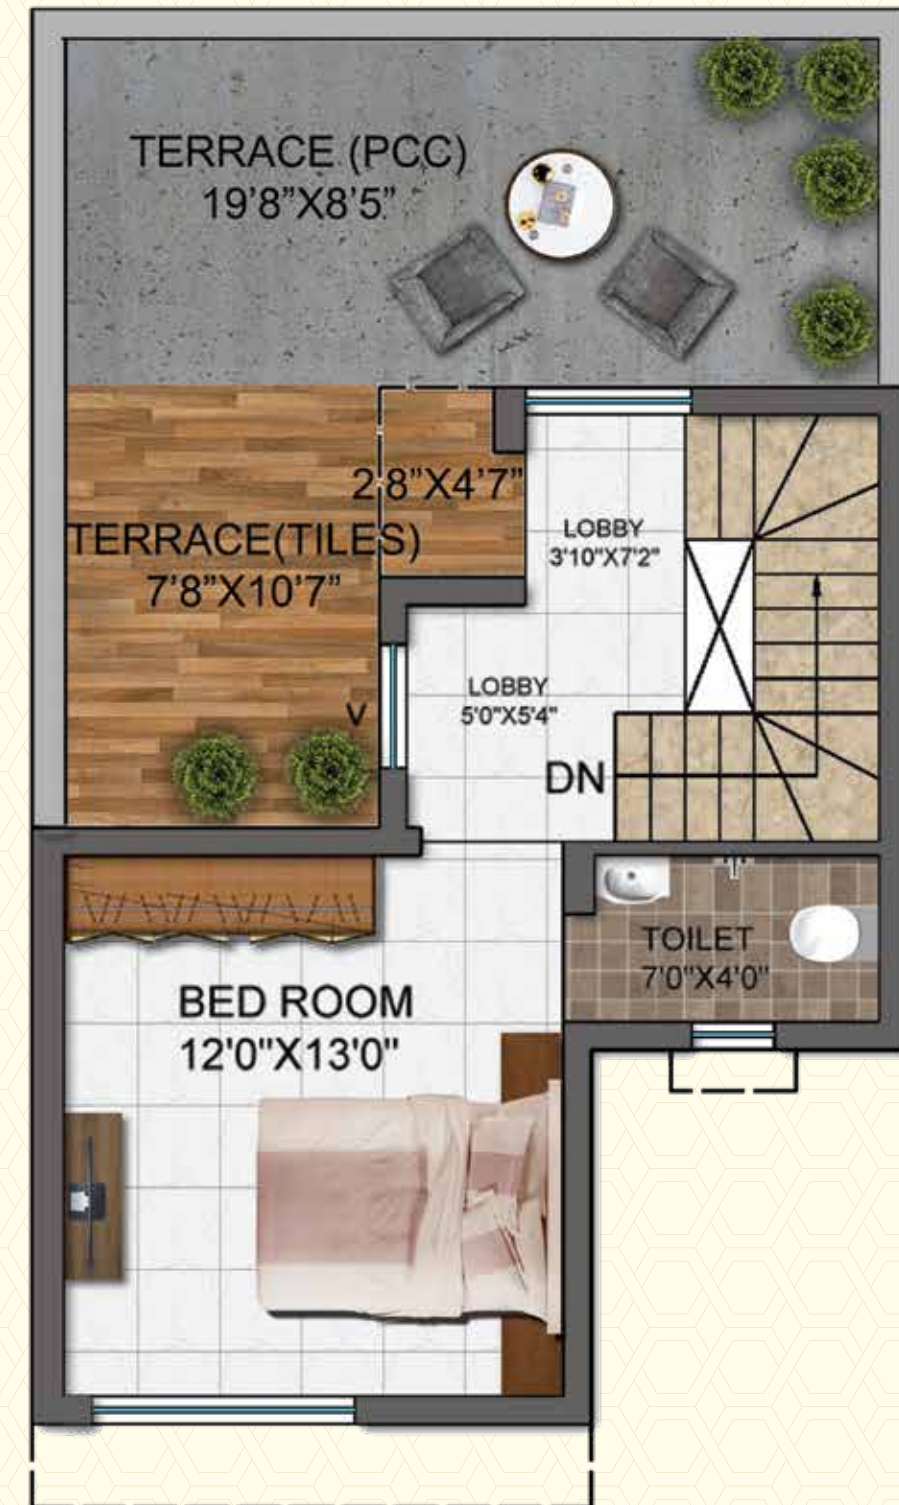 TERRACE (PCC)
19'8"X8'5"
2'8"X4'7"
TERRACE(TILES)
7'8"X10'7"
LOBBY
3'10"X7'2"
LOBBY
5'0"X5'4"
V
DN
TOILET
7'0"X4'0"
BED ROOM
12'0"X13'0"